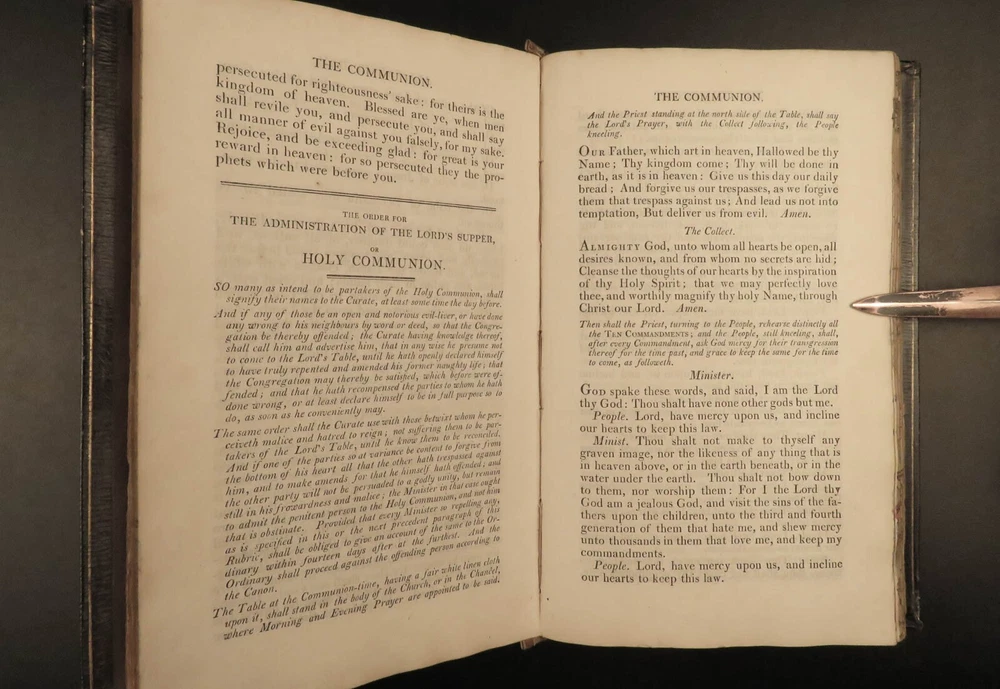 THE COMMUNION.
persecuted for righteousness' sake: for theirs is the
kingdom of heaven. Blessed are ye, when men
shall revile you, and persecute you, and shall say
all manner of evil against you falsely, for my sake.
Rejoice, and be exceeding glad: for great is your
reward in heaven: for so persecuted they the pro-
phets which were before you.
THE ORDER FOR
THE ADMINISTRATION OF THE LORD'S SUPPER,
OR
HOLY COMMUNION.
SO many as intend to be partakers of the Holy Communion, shall
signify their names to the Curate, at least some time the day before.
And if any of those be an open and notorious evil-liver, or have done
any wrong to his neighbours by word or deed, so that the Congre-
gation be thereby offended; the Curate having knowledge thereof,
shall call him and advertise him, that in any wise he presume not
to come to the Lord's Table, until he hath openly declared himself
to have truly repented and amended his former naughty life; that
the Congregation may thereby be satisfied, which before were of-
fended; and that he hath recompensed the parties to whom he hath
done wrong, or at least declare himself to be in full purpose so to
do, as soon as he conveniently may.
The same order shall the Curate use with those betwixt whom he per-
ceiveth malice and hatred to reign; not suffering them to be par-
takers of the Lord's Table, until he know them to be reconciled.
And if one of the parties so at variance be content to forgive from
the bottom of his heart all that the other hath trespassed against
him, and to make amends for that he himself hath offended; and
the other party will not be persuaded to a godly unity, but remain
still in his frowardness and malice; the Minister in that case ought
to admit the penitent person to the Holy Communion, and not him
that is obstinate. Provided that every Minister so repelling any,
as is specified in this or the next precedent paragraph of this
Rubric, shall be obliged to give an account of the same to the Or-
dinary within fourteen days after at the furthest. And the
Ordinary shall proceed against the offending person according to
the Canon.
The Table at the Communion-time, having a fair white linen cloth
upon it, shall stand in the body of the Church, or in the Chancel,
where Morning and Evening Prayer are appointed to be said.
THE COMMUNION.
And the Priest standing at the north side of the Table, shall say
the Lord's Prayer, with the Collect following, the People
kneeling.
OUR Father, which art in heaven, Hallowed be thy
Name; Thy kingdom come; Thy will be done in
earth, as it is in heaven: Give us this day our daily
bread; And forgive us our trespasses, as we forgive
them that trespass against us; And lead us not into
temptation, But deliver us from evil. Amen.
The Collect.
ALMIGHTY God, unto whom all hearts be open, all
desires known, and from whom no secrets are hid;
Cleanse the thoughts of our hearts by the inspiration
of thy Holy Spirit; that we may perfectly love
thee, and worthily magnify thy holy Name, through
Christ our Lord. Amen.
Then shall the Priest, turning to the People, rehearse distinctly all
the TEN COMMANDMENTS; and the People, still kneeling, shall,
after every Commandment, ask God mercy for their transgression
thereof for the time past, and grace to keep the same for the time
to come, as followeth.
Minister.
GOD spake these words, and said, I am the Lord
thy God: Thou shalt have none other gods but me.
People. Lord, have mercy upon us, and incline
our hearts to keep this law.
Minist. Thou shalt not make to thyself any
graven image, nor the likeness of any thing that is
in heaven above, or in the earth beneath, or in the
water under the earth. Thou shalt not bow down
to them, nor worship them: For I the Lord thy
God am a jealous God, and visit the sins of the fa-
thers upon the children, unto the third and fourth
generation of them that hate me, and shew mercy
unto thousands in them that love me, and keep my
commandments.
People. Lord, have mercy upon us, and incline
our hearts to keep this law.